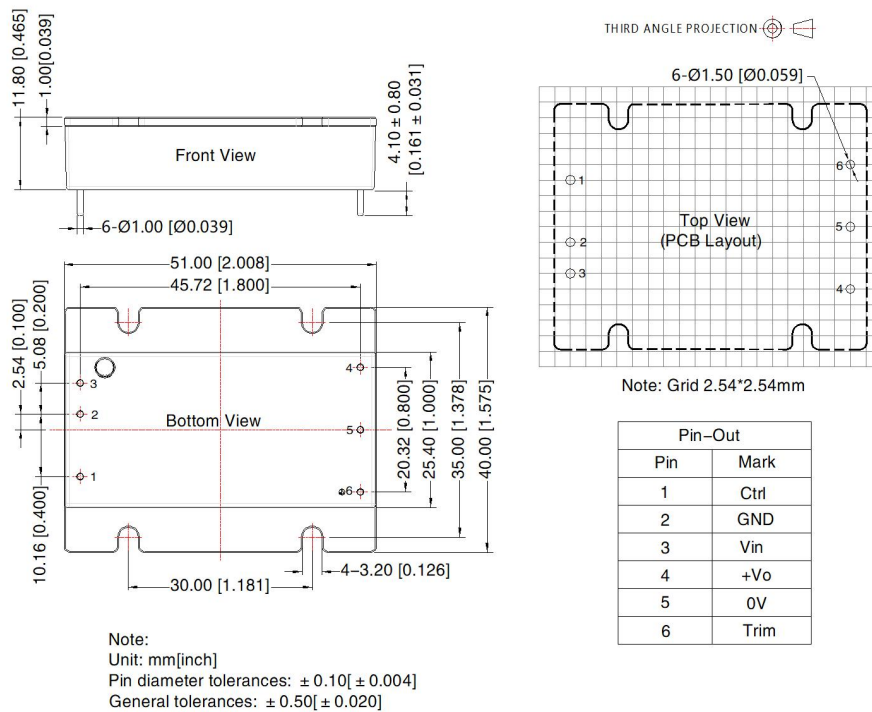 THIRD ANGLE PROJECTION
11.80 [0.465]
1.00[0.039]
4.10 ± 0.80
[0.161 ± 0.031]
Front View
6-Ø1.00 [Ø0.039]
6-Ø1.50 [Ø0.059]
1
2
3
6
5
4
Top View
(PCB Layout)
Note: Grid 2.54*2.54mm
51.00 [2.008]
45.72 [1.800]
2.54 [0.100]
5.08 [0.200]
10.16 [0.400]
3
2
1
4
5
6
Bottom View
20.32 [0.800]
25.40 [1.000]
35.00 [1.378]
40.00 [1.575]
4–3.20 [0.126]
30.00 [1.181]
Pin–Out
Pin Mark
1 Ctrl
2 GND
3 Vin
4 +Vo
5 0V
6 Trim
Note:
Unit: mm[inch]
Pin diameter tolerances: ± 0.10[ ± 0.004]
General tolerances: ± 0.50[ ± 0.020]